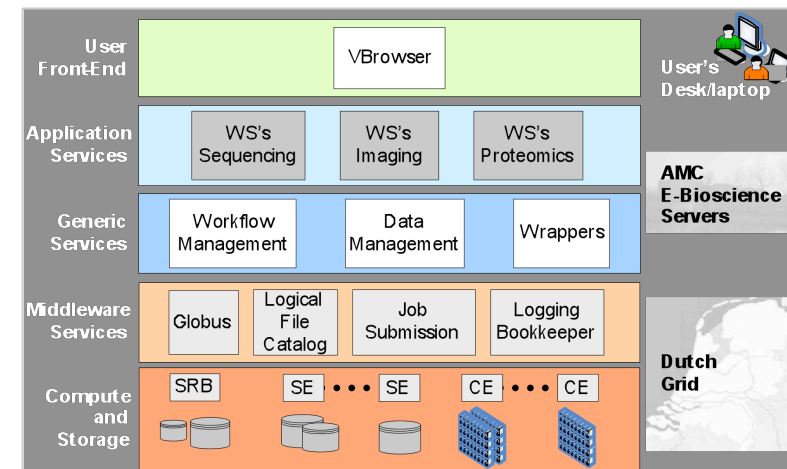 User
Front-End
VBrowser
User's
Desk/laptop
Application
Services
WS's
Sequencing
WS's
Imaging
WS's
Proteomics
AMC
E-Bioscience
Servers
Generic
Services
Workflow
Management
Data
Management
Wrappers
Middleware
Services
Globus
Logical
File
Catalog
Job
Submission
Logging
Bookkeeper
Dutch
Grid
Compute
and
Storage
SRB
SE • • • SE
CE • • • CE